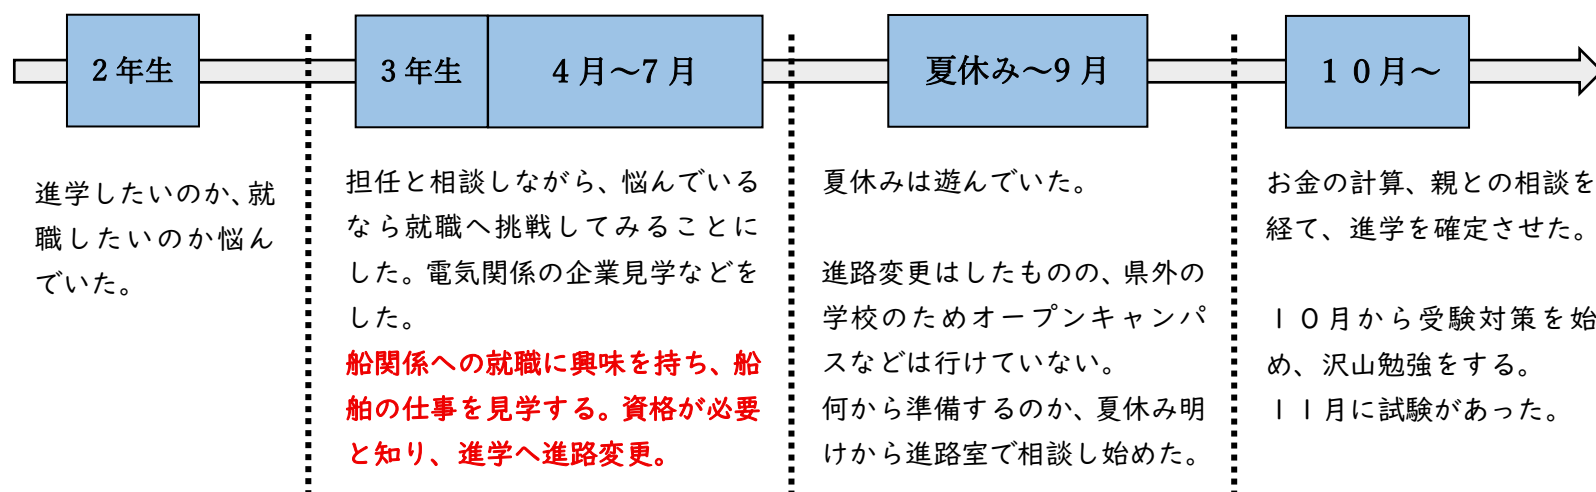 2年生
進学したいのか、就
職したいのか悩ん
でいた。
3年生
4月～7月
担任と相談しながら、悩んでいる
なら就職へ挑戦してみることに
した。電気関係の企業見学などを
した。
船関係への就職に興味を持ち、船
舶の仕事を見学する。資格が必要
と知り、進学へ進路変更。
夏休み～9月
夏休みは遊んでいた。
進路変更はしたものの、県外の
学校のためオープンキャンパ
スなどは行けていない。
何から準備するのか、夏休み明
けから進路室で相談し始めた。
１０月～
お金の計算、親との相談を
経て、進学を確定させた。
１０月から受験対策を始
め、沢山勉強をする。
１１月に試験があった。